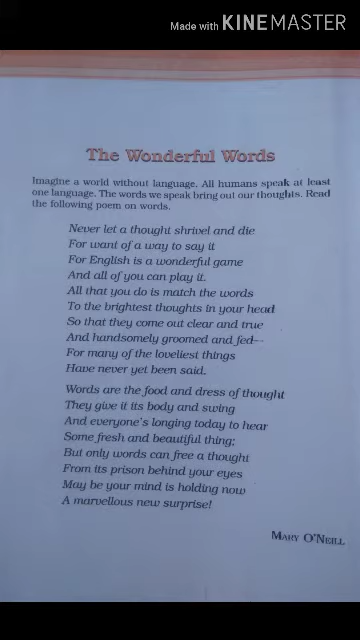 Made with KINEMASTER
The Wonderful Words
Imagine a world without language. All humans speak at least
one language. The words we speak bring out our thoughts. Read
the following poem on words.
Never let a thought shrivel and die
For want of a way to say it
For English is a wonderful game
And all of you can play it.
All that you do is match the words
To the brightest thoughts in your head
So that they come out clear and true
And handsomely groomed and fed--
For many of the loveliest things
Have never yet been said.
Words are the food and dress of thought
They give it its body and swing
And everyone's longing today to hear
Some fresh and beautiful thing;
But only words can free a thought
From its prison behind your eyes
May be your mind is holding now
A marvellous new surprise!
MARY O'NEILL